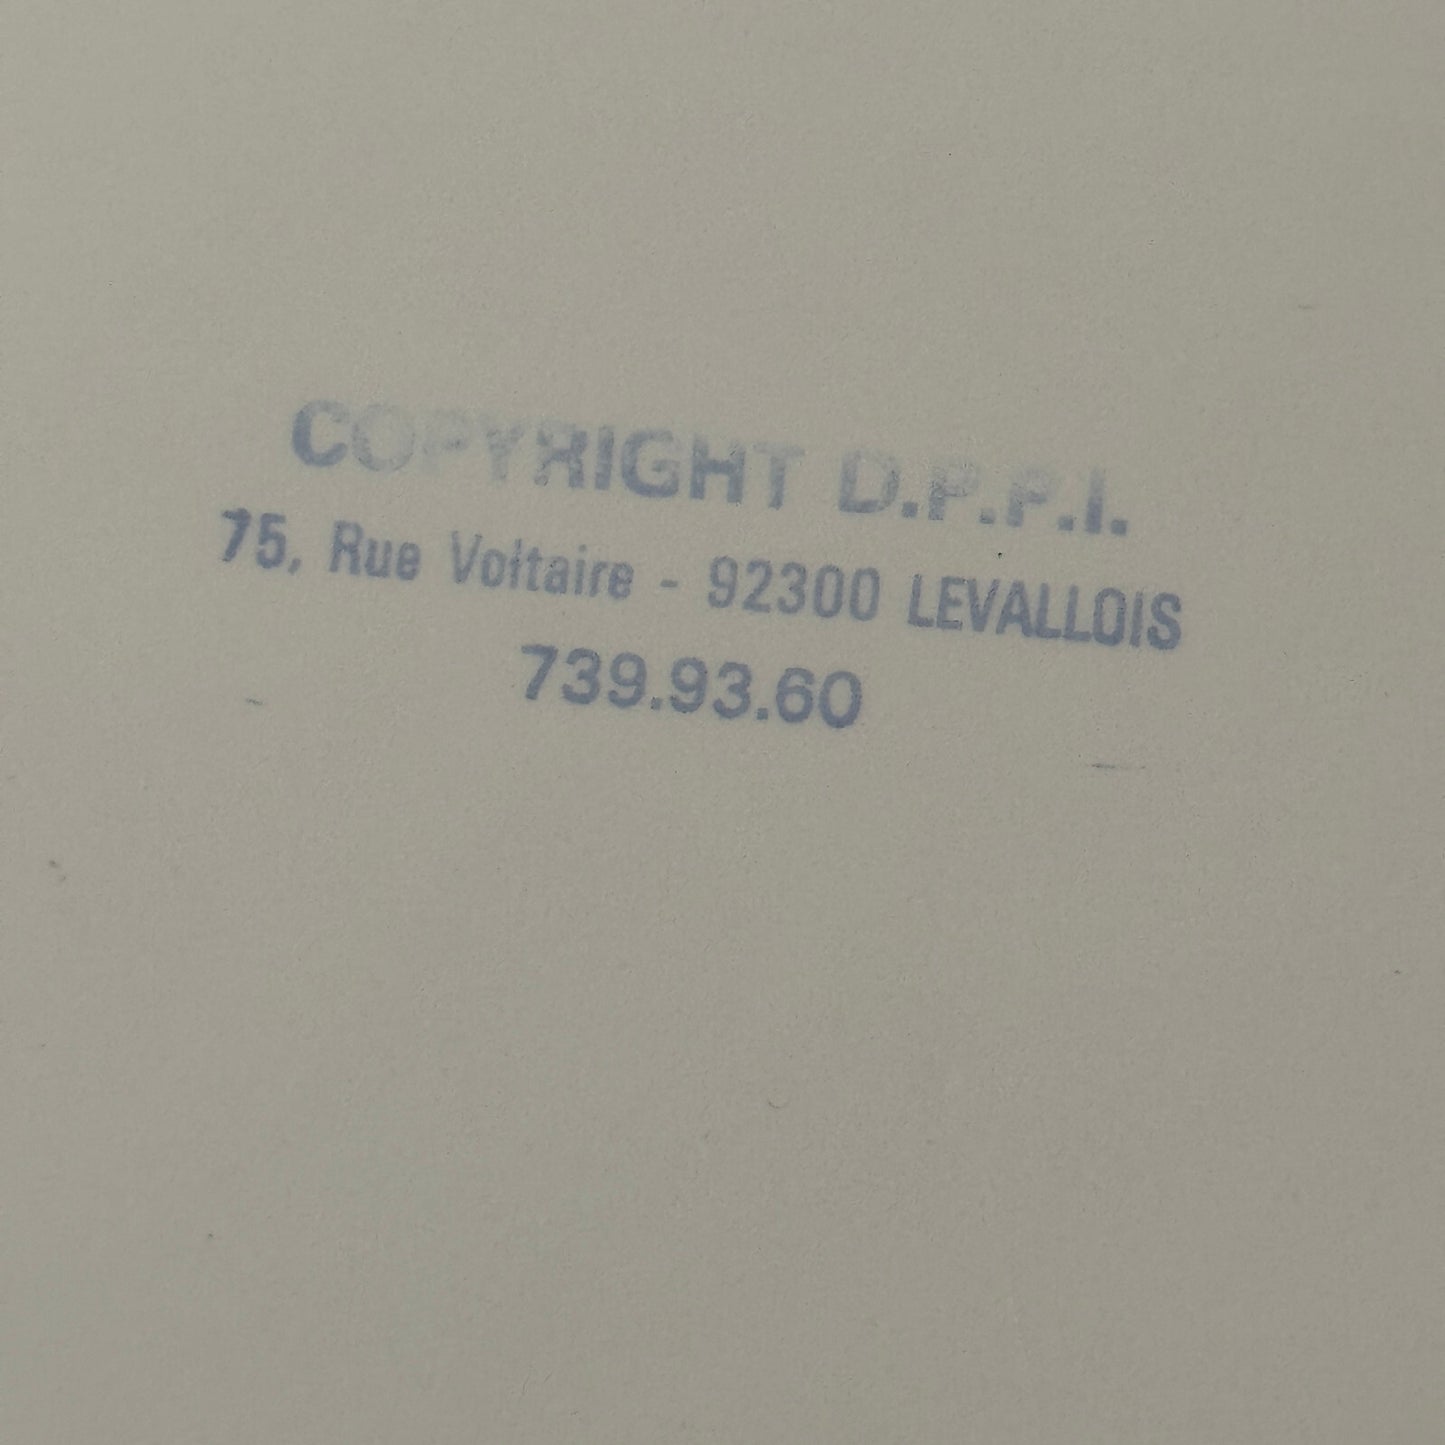 COPYRIGHT D.P.P.I.
75, Rue Voltaire - 92300 LEVALLOIS
739.93.60